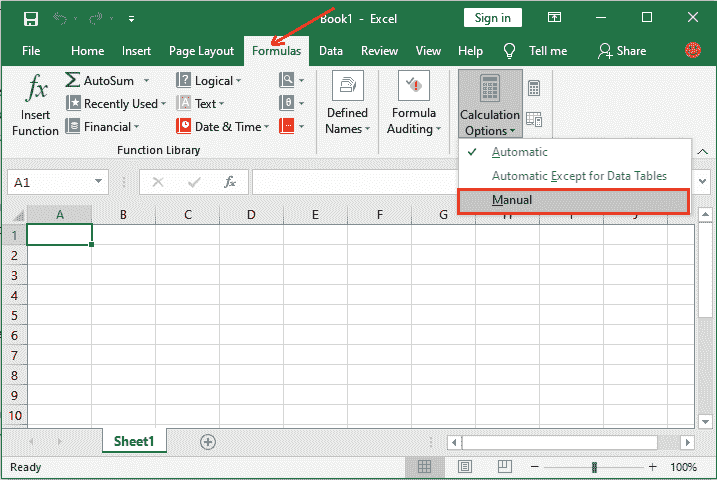 Book1 - Excel
Sign in
File Home Insert Page Layout Formulas Data Review View Help Tell me Share
fx
Insert Function
Σ AutoSum
Recently Used
Financial
Logical
A Text
Date & Time
θ
Function Library
Defined Names
Formula Auditing
Calculation Options
✓ Automatic
Automatic Except for Data Tables
Manual
A1
fx
A B C D E F G H I J
1
2
3
4
5
6
7
8
9
10
Sheet1
Ready
100%